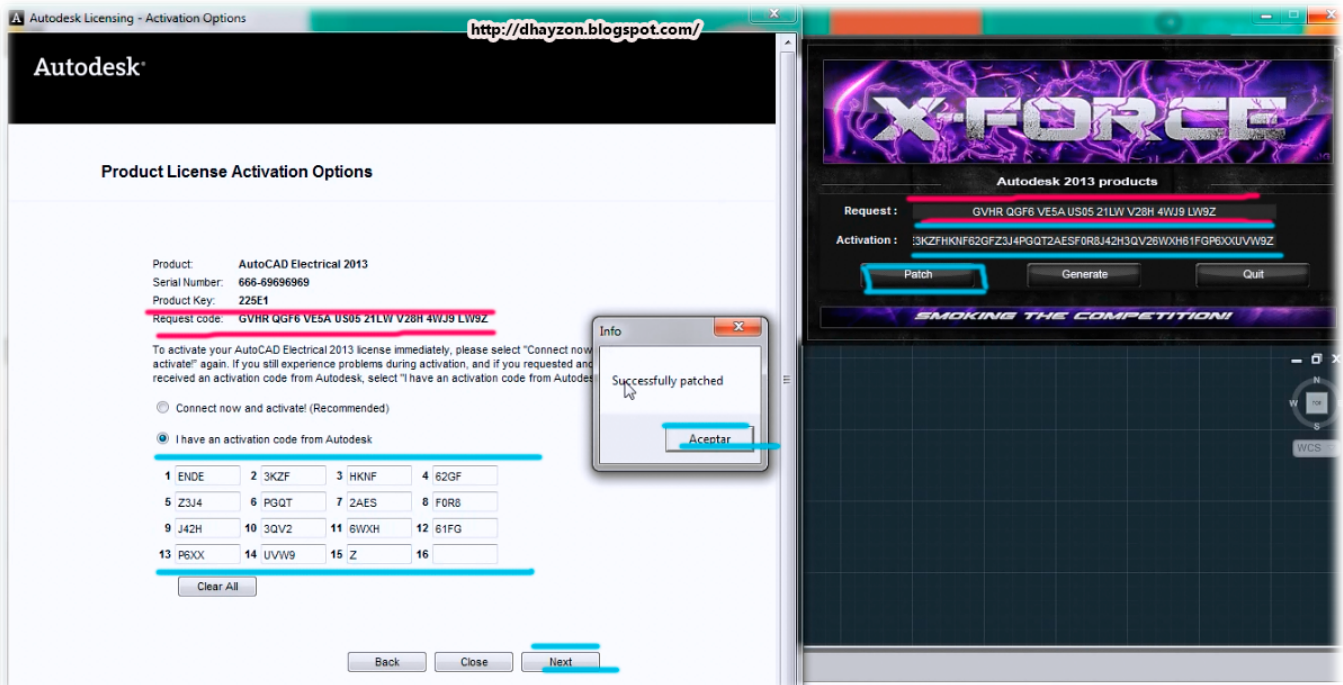 Autodesk Licensing - Activation Options
http://dhayzon.blogspot.com/
Autodesk
Product License Activation Options
Product: AutoCAD Electrical 2013
Serial Number: 666-69696969
Product Key: 225E1
Request code: GVHR QGF6 VE5A US05 21LW V28H 4WJ9 LW9Z
To activate your AutoCAD Electrical 2013 license immediately, please select "Connect now
activate!" again. If you still experience problems during activation, and if you requested and
received an activation code from Autodesk, select "I have an activation code from Autodes
Connect now and activate! (Recommended)
I have an activation code from Autodesk
1 ENDE 2 3KZF 3 HKNF 4 62GF
5 Z3J4 6 PGQT 7 2AES 8 F0R8
9 J42H 10 3QV2 11 6WXH 12 61FG
13 P6XX 14 UVW9 15 Z 16
Clear All
Back Close Next
Info
Successfully patched
Aceptar
X-FORCE
Autodesk 2013 products
Request : GVHR QGF6 VE5A US05 21LW V28H 4WJ9 LW9Z
Activation : 3KZFHKNF62GFZ3J4PGQT2AESF0R8J42H3QV26WXH61FGP6XXUVW9Z
Patch Generate Quit
SMOKING THE COMPETITION!
N
W TOP
S
WCS